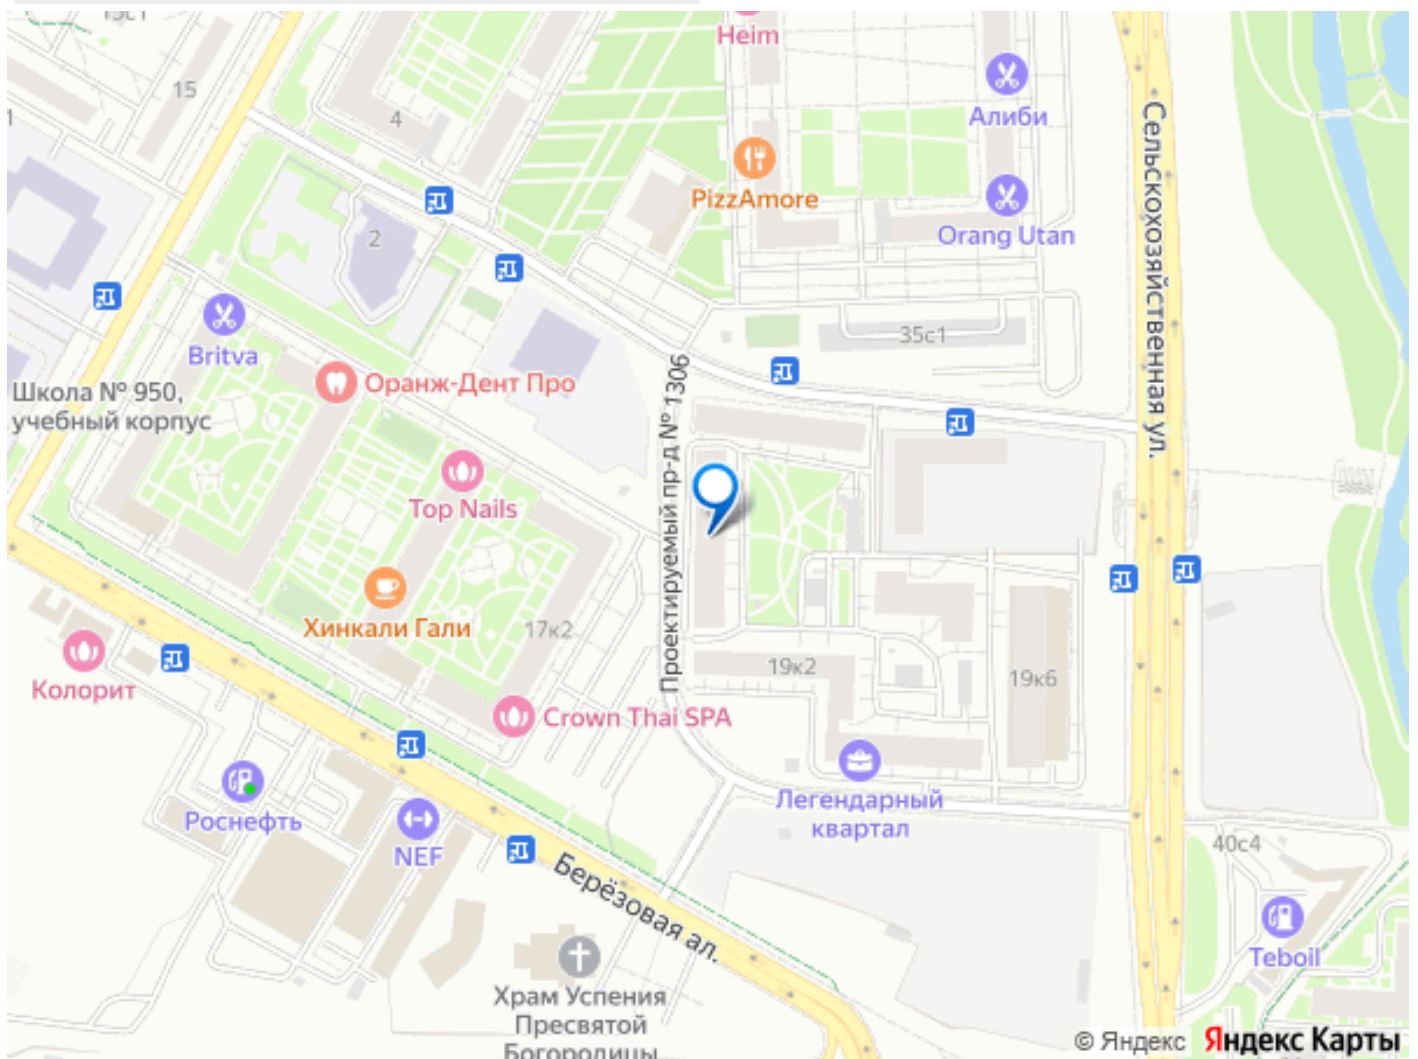 Heim
15
Алиби
4
PizzAmore
Orang Utan
2
Сельскохозяйственная ул.
35с1
Britva
Оранж-Дент Про
Школа № 950,
учебный корпус
Проектируемый пр-д № 1306
Top Nails
Хинкали Гали
17к2
Колорит
19к2
19к6
Crown Thai SPA
Роснефть
Легендарный
квартал
NEF
40с4
Берёзовая ал.
Teboil
Храм Успения
Пресвятой
Богородицы
© Яндекс Яндекс Карты